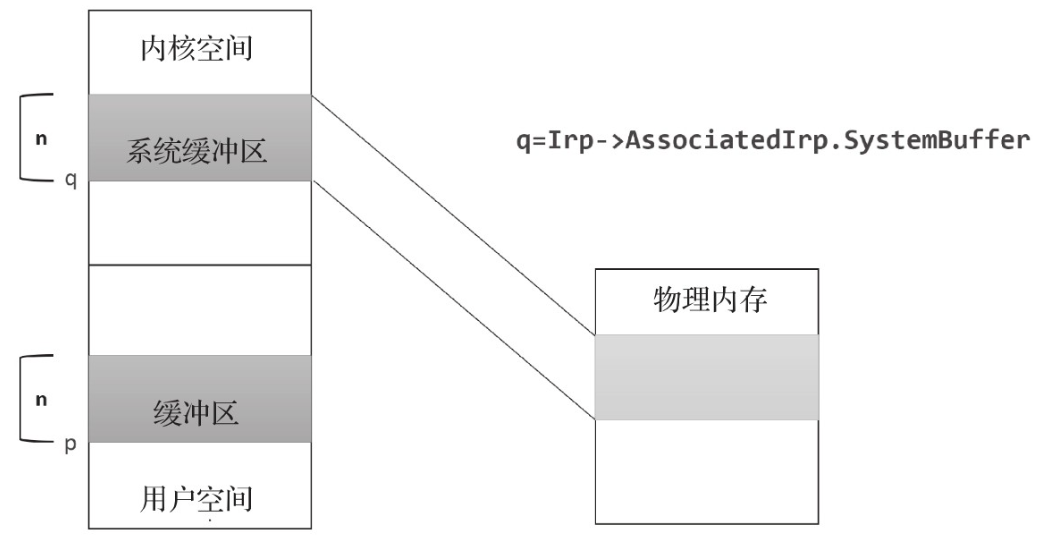 内核空间
n
系统缓冲区
q=Irp->AssociatedIrp.SystemBuffer
q
物理内存
n
缓冲区
p
用户空间